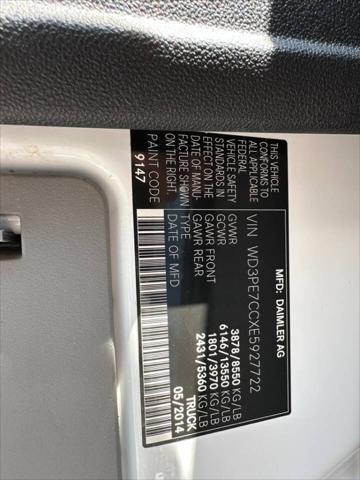 MFD: DAIMLER AG
VIN WD3PE7CCXE5927722
GVWR 3878/8550 KG/LB
GCWR 6146/13550 KG/LB
GAWR FRONT 1801/3970 KG/LB
GAWR REAR 2431/5360 KG/LB
TYPE TRUCK
DATE OF MFD 05/2014
THIS VEHICLE
CONFORMS TO
ALL APPLICABLE
FEDERAL
VEHICLE SAFETY
EFFECT ON THE
DATE OF MANU-
FACTURE SHOWN
ON THE RIGHT.
PAINT CODE
9147